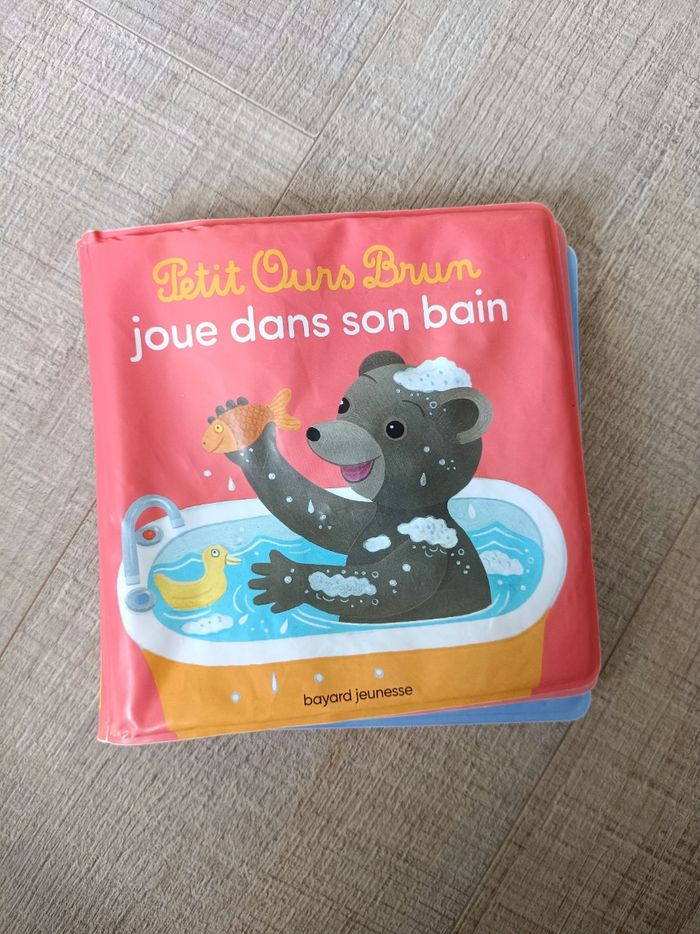 Petit Ours Brun
joue dans son bain
bayard jeunesse